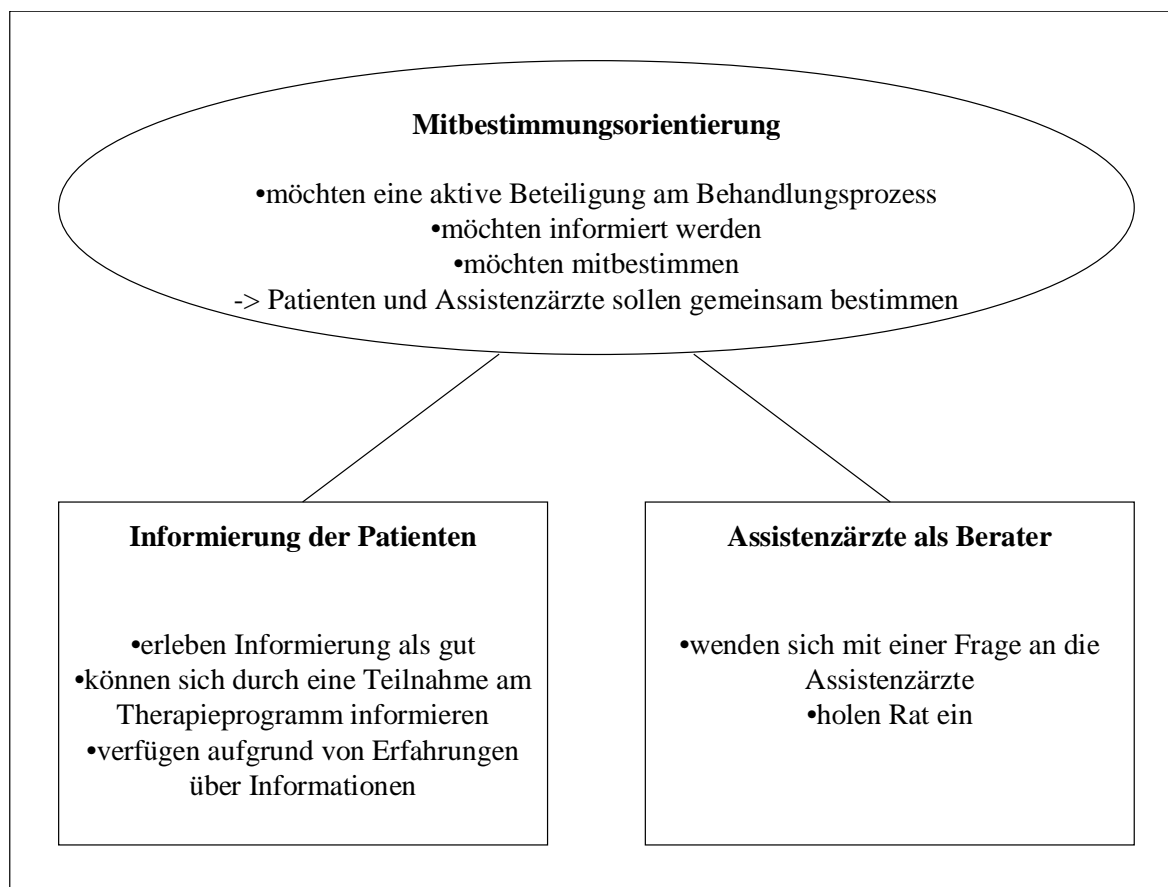 Mitbestimmungsorientierung
•möchten eine aktive Beteiligung am Behandlungsprozess
•möchten informiert werden
•möchten mitbestimmen
-> Patienten und Assistenzärzte sollen gemeinsam bestimmen
Informierung der Patienten
•erleben Informierung als gut
•können sich durch eine Teilnahme am
Therapieprogramm informieren
•verfügen aufgrund von Erfahrungen
über Informationen
Assistenzärzte als Berater
•wenden sich mit einer Frage an die
Assistenzärzte
•holen Rat ein